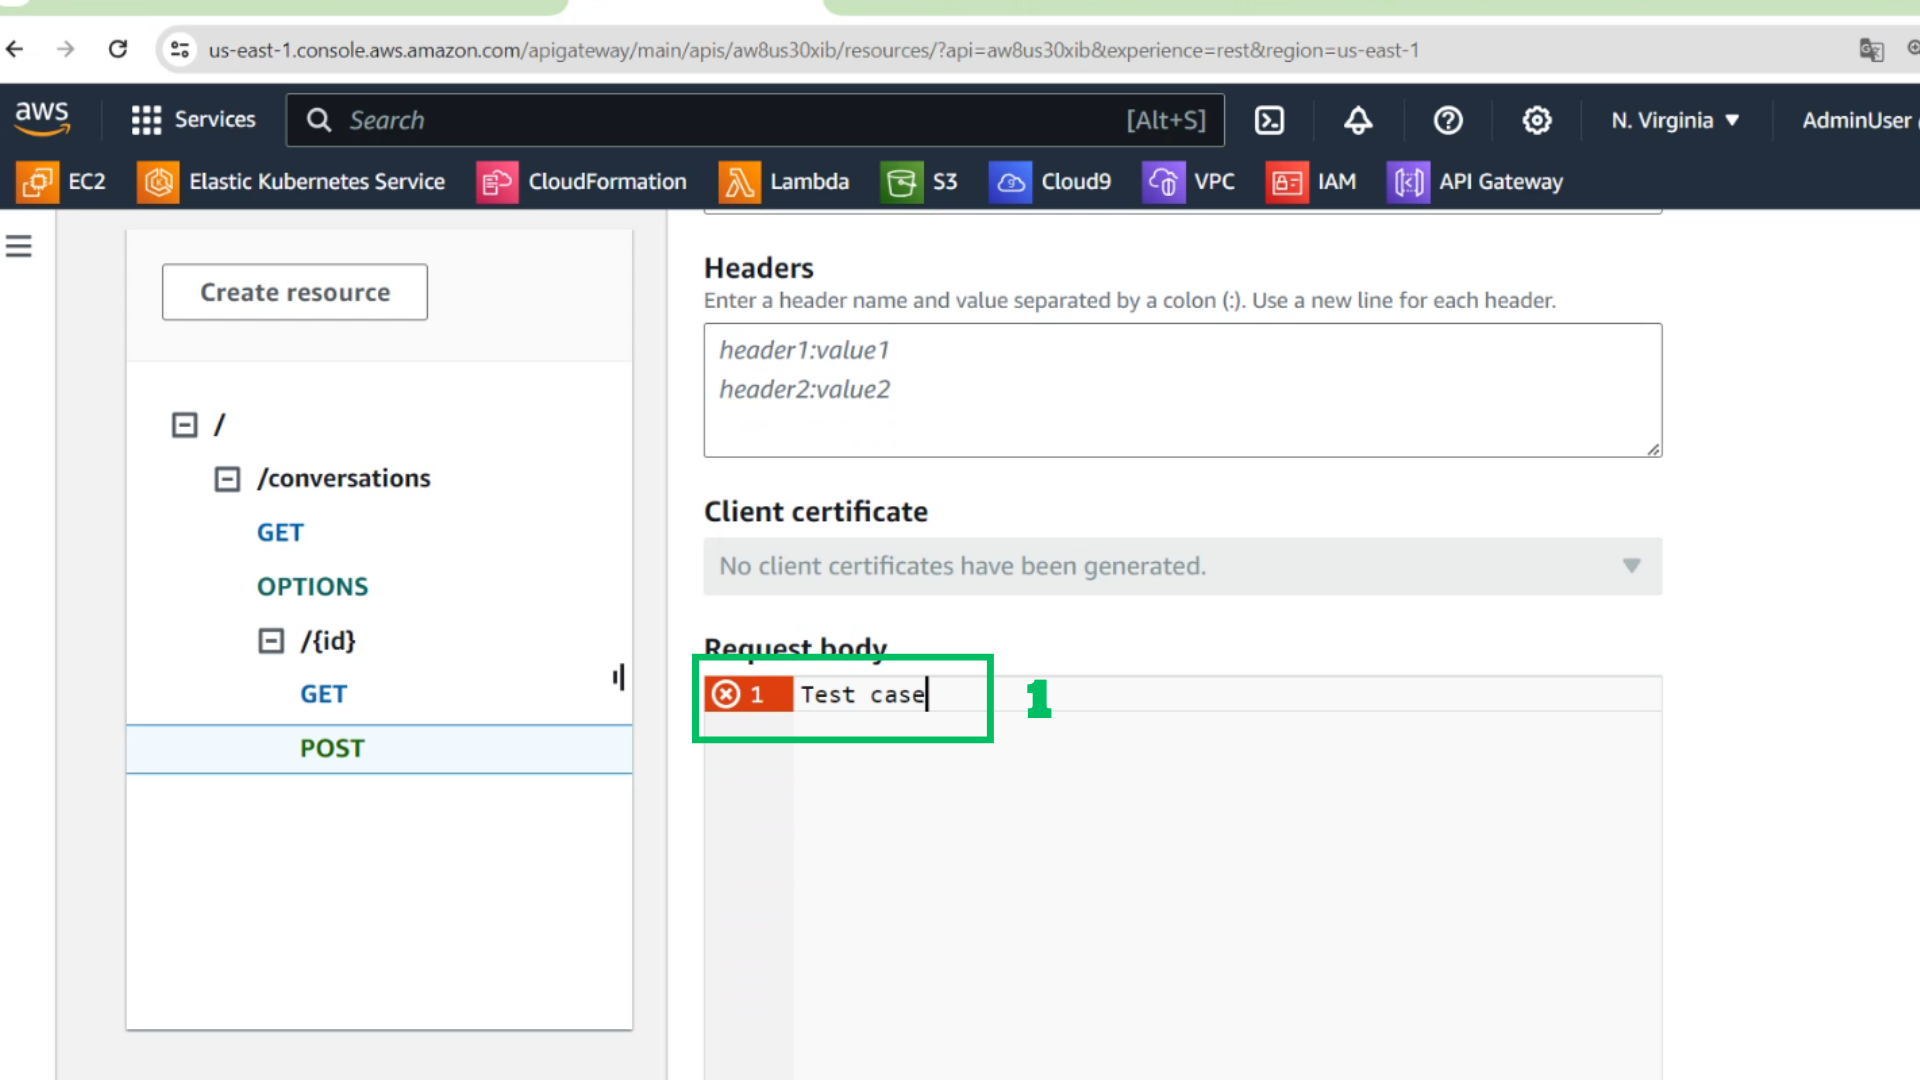 us-east-1.console.aws.amazon.com/apigateway/main/apis/aw8us30xib/resources/?api=aw8us30xib&experience=rest&region=us-east-1
aws Services Search [Alt+S] N. Virginia AdminUser
EC2 Elastic Kubernetes Service CloudFormation Lambda S3 Cloud9 VPC IAM API Gateway
Create resource
/
/conversations
GET
OPTIONS
/{id}
GET
POST
Headers
Enter a header name and value separated by a colon (:). Use a new line for each header.
header1:value1
header2:value2
Client certificate
No client certificates have been generated.
Request body
1 Test case
1